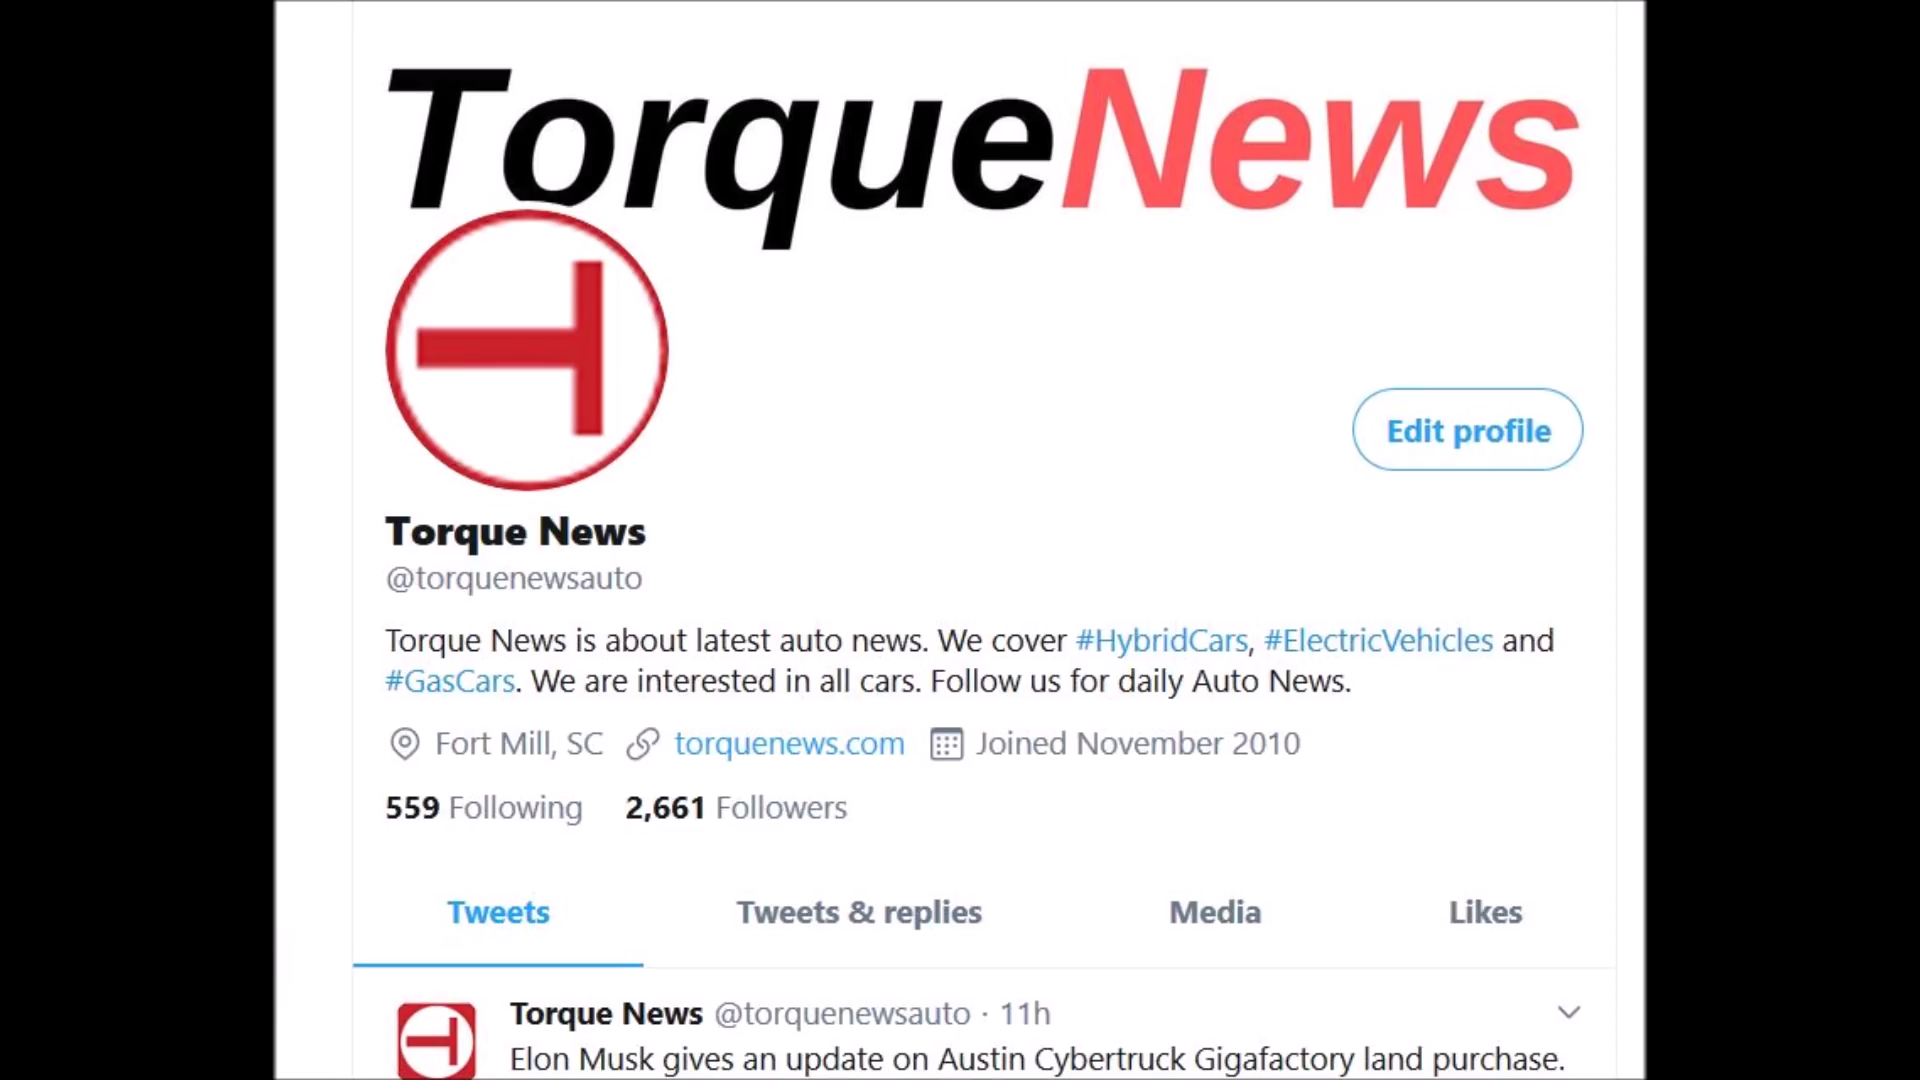 TorqueNews
Edit profile
Torque News
@torquenewsauto
Torque News is about latest auto news. We cover #HybridCars, #ElectricVehicles and
#GasCars. We are interested in all cars. Follow us for daily Auto News.
Fort Mill, SC torquenews.com Joined November 2010
559 Following 2,661 Followers
Tweets Tweets & replies Media Likes
Torque News @torquenewsauto · 11h
Elon Musk gives an update on Austin Cybertruck Gigafactory land purchase.